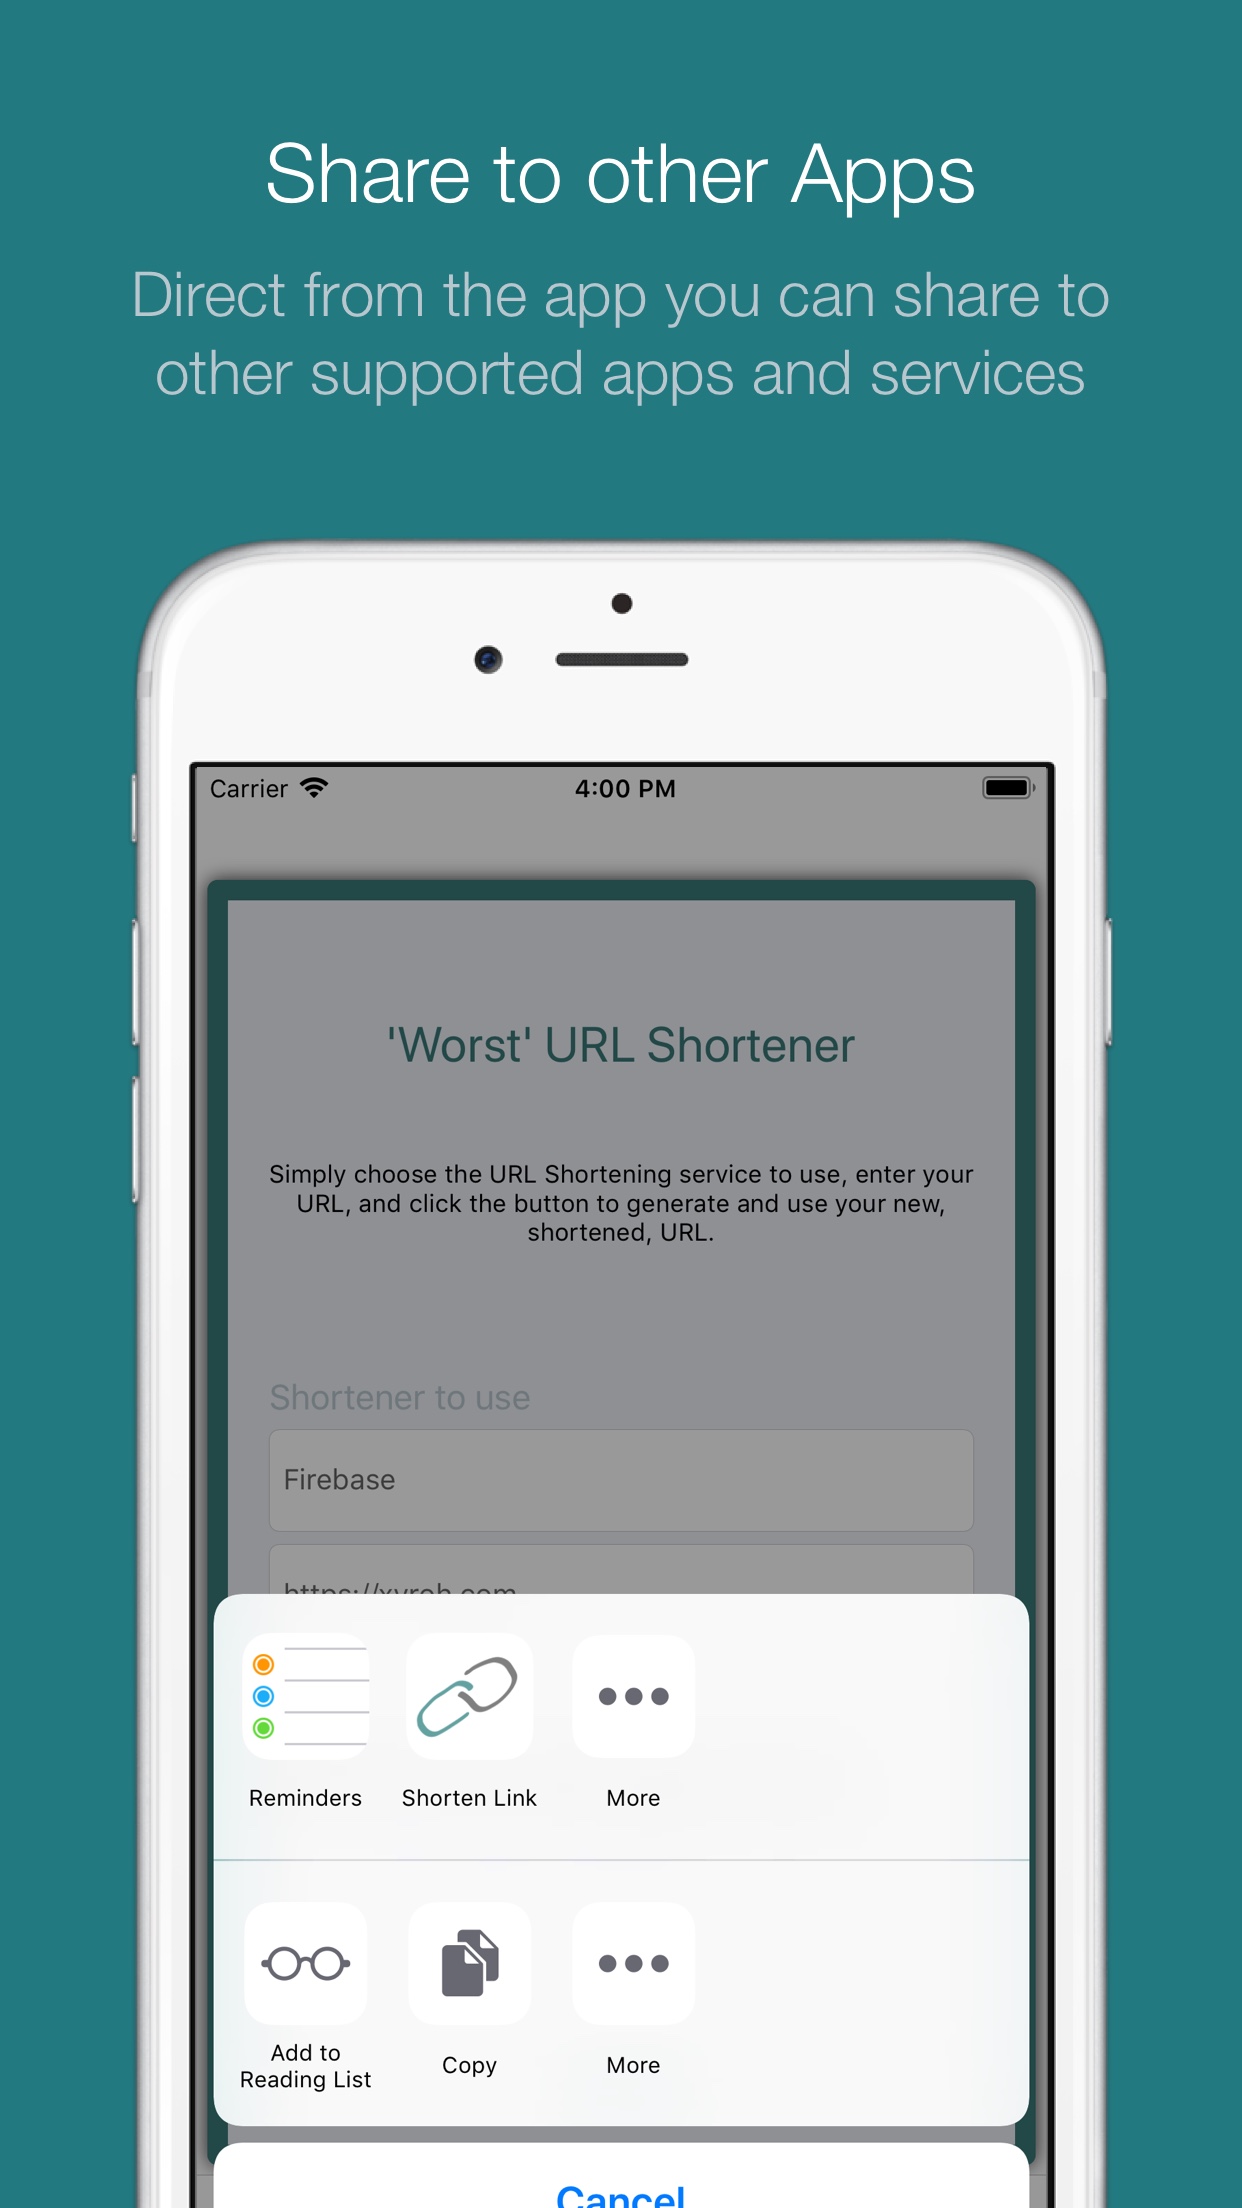 Share to other Apps
Direct from the app you can share to
other supported apps and services
Carrier
4:00 PM
'Worst' URL Shortener
Simply choose the URL Shortening service to use, enter your
URL, and click the button to generate and use your new,
shortened, URL.
Shortener to use
Firebase
https://xyroh.com
Reminders
Shorten Link
More
Add to
Reading List
Copy
More
Cancel